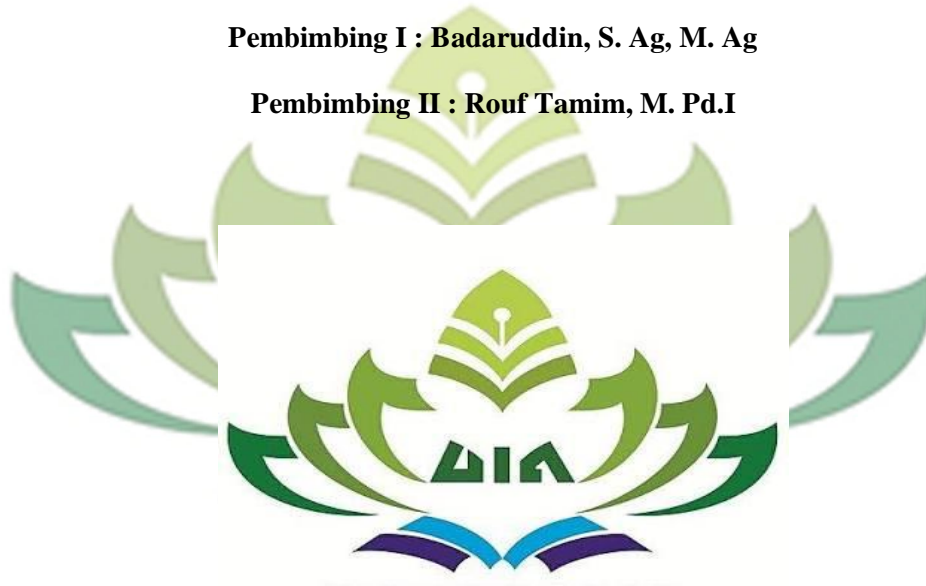 Pembimbing I : Badaruddin, S. Ag, M. Ag
Pembimbing II : Rouf Tamim, M. Pd.I
UIN